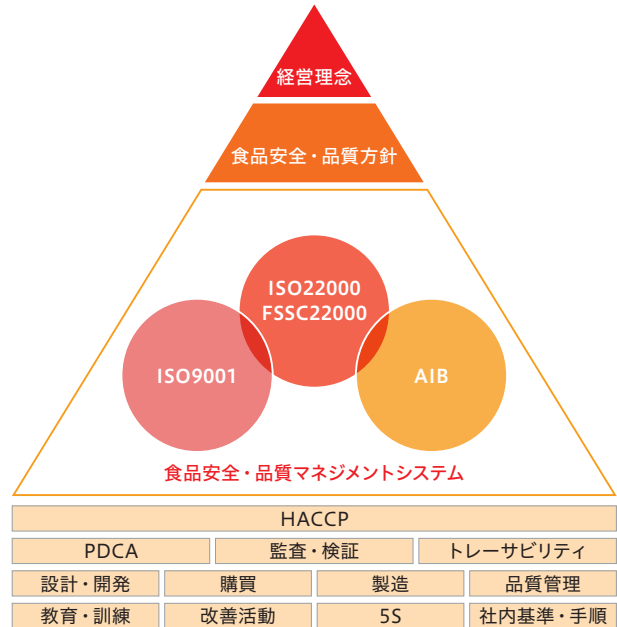 経営理念
食品安全・品質方針
ISO22000
FSSC22000
ISO9001
AIB
食品安全・品質マネジメントシステム
HACCP
PDCA 監査・検証 トレーサビリティ
設計・開発 購買 製造 品質管理
教育・訓練 改善活動 5S 社内基準・手順